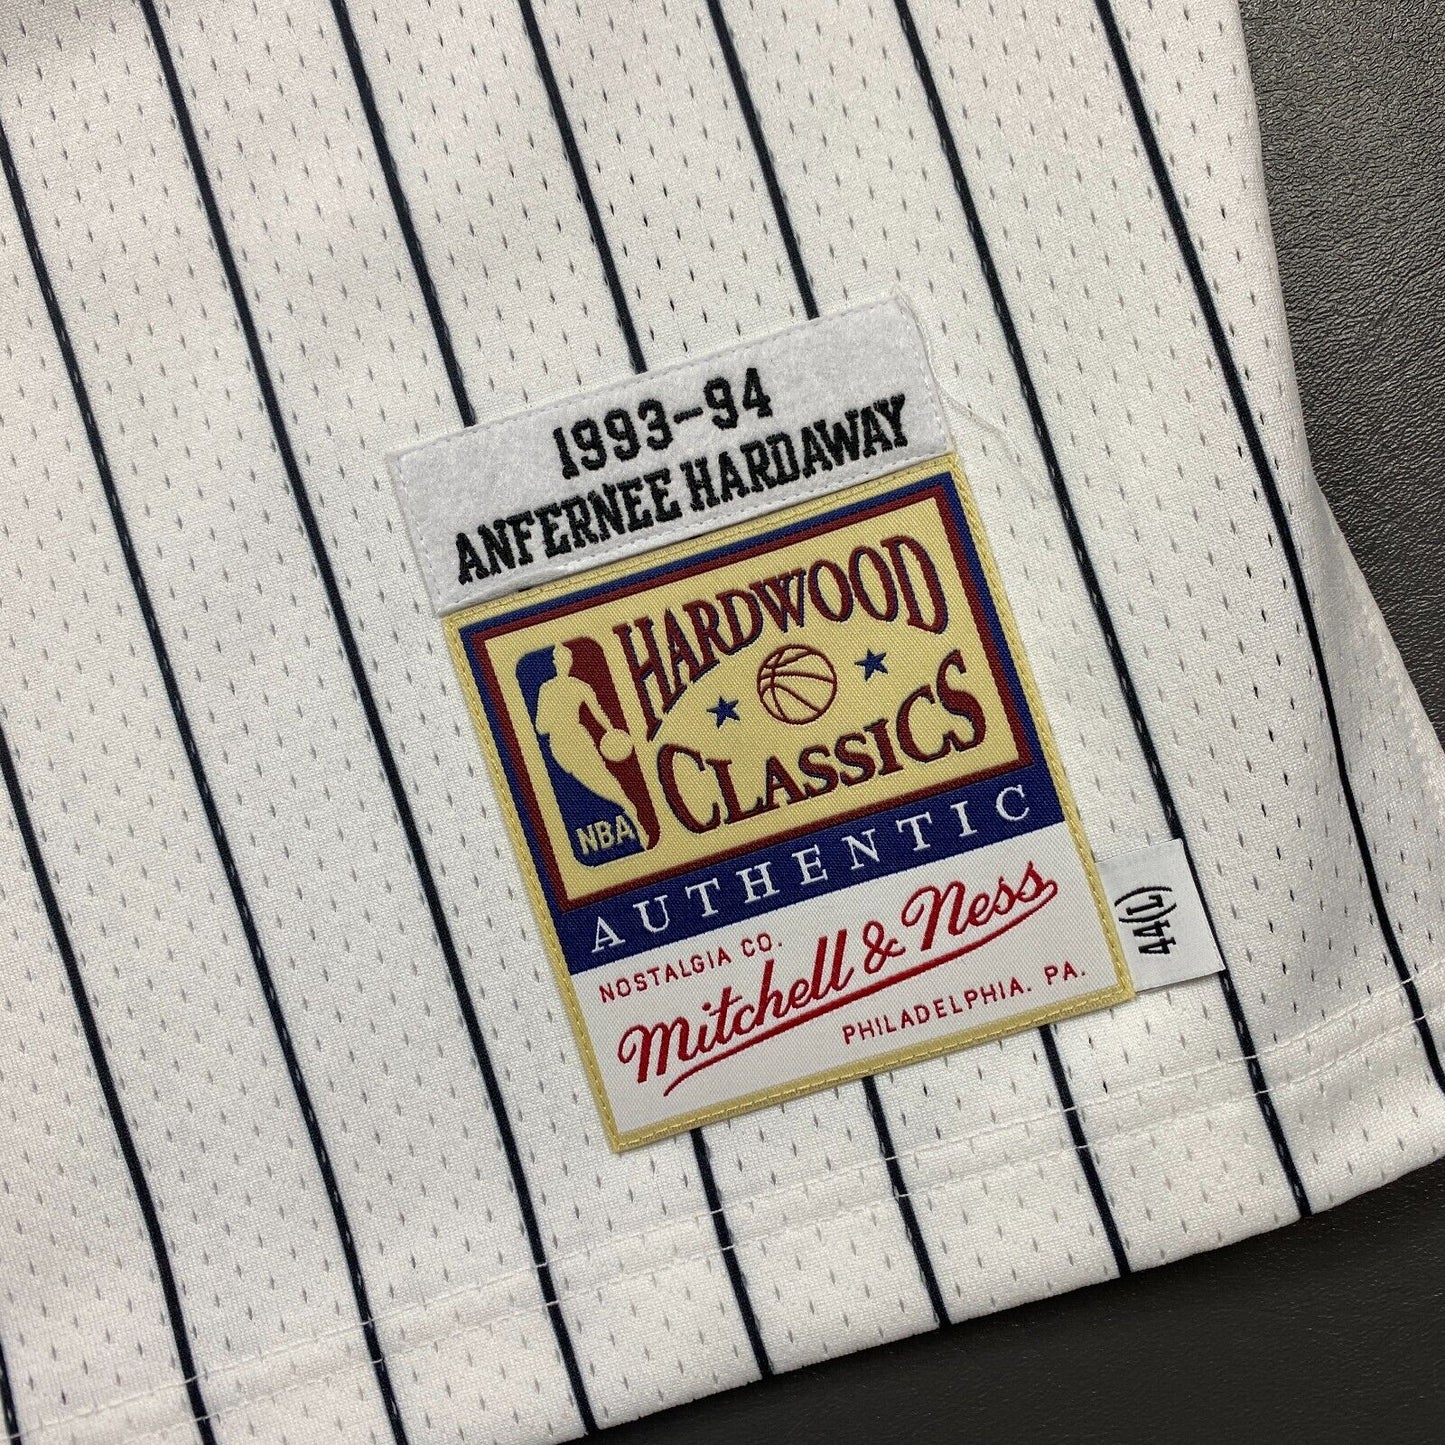 1993-94
ANFERNEE HARDAWAY
HARDWOOD
CLASSICS
NBA
AUTHENTIC
NOSTALGIA CO.
Mitchell & Ness
PHILADELPHIA, PA.
44(L)